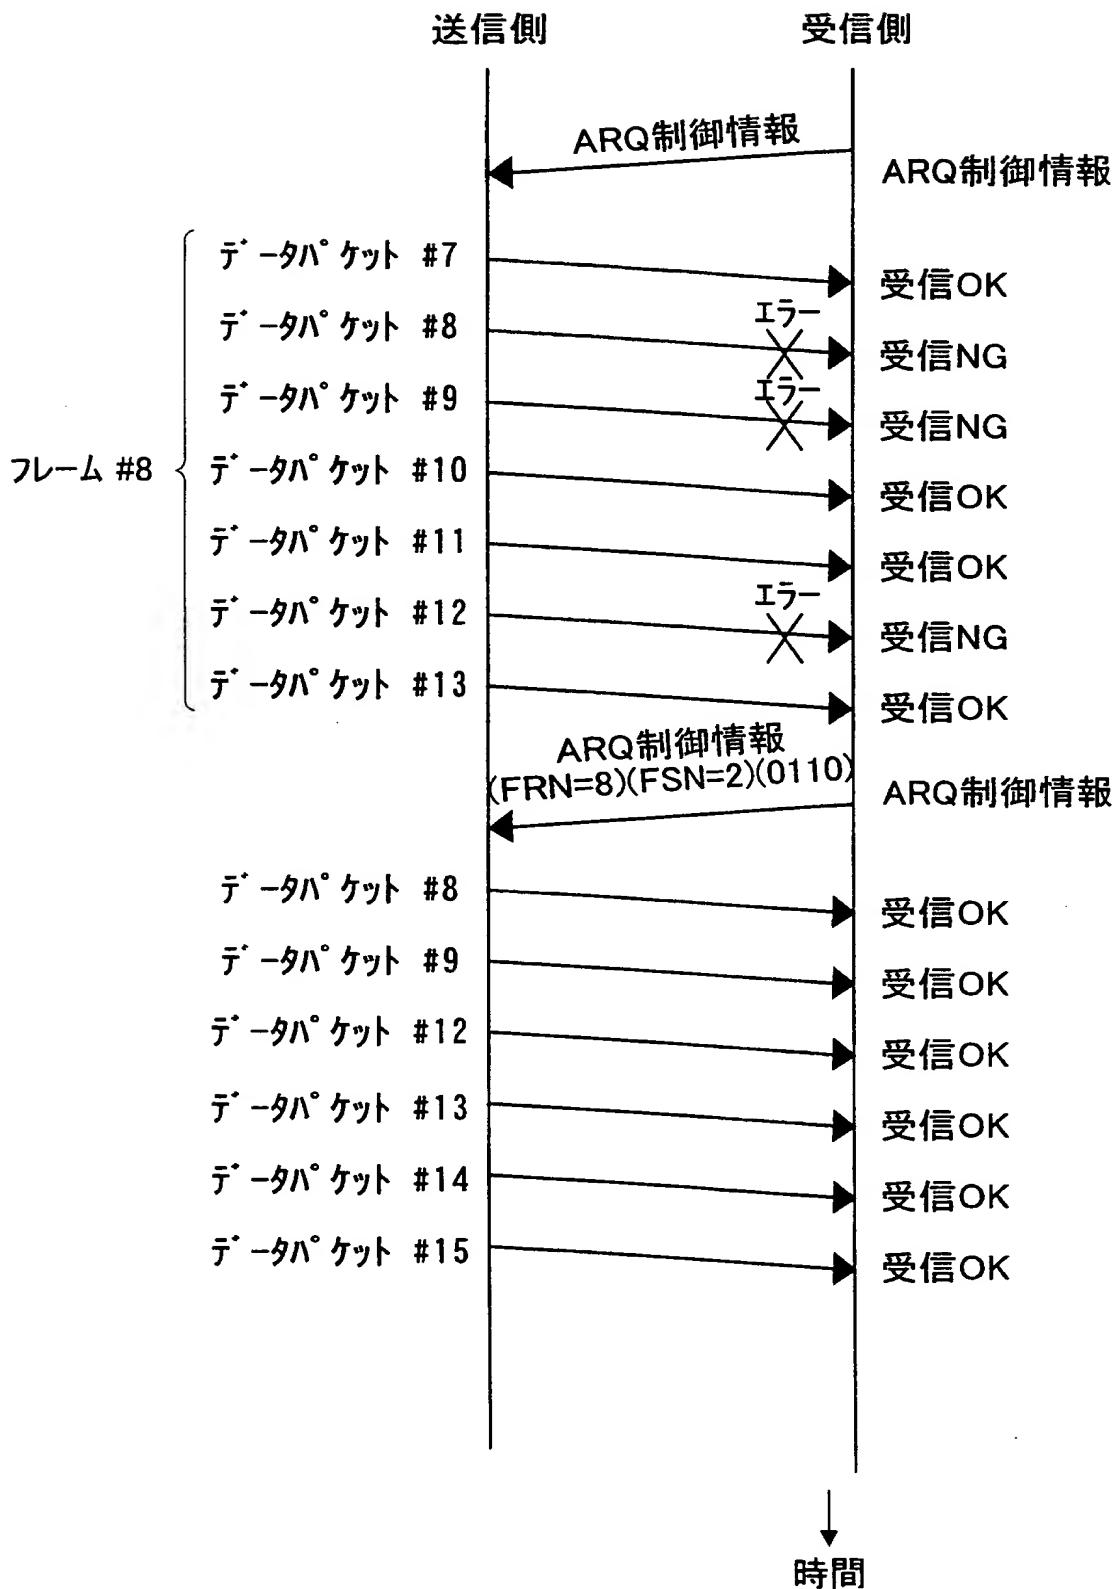 送信側
受信側
ARQ制御情報
ARQ制御情報
データパケット #7
受信OK
エラー
データパケット #8
受信NG
エラー
データパケット #9
受信NG
フレーム #8
データパケット #10
受信OK
データパケット #11
受信OK
エラー
データパケット #12
受信NG
データパケット #13
受信OK
ARQ制御情報
(FRN=8)(FSN=2)(0110)
ARQ制御情報
データパケット #8
受信OK
データパケット #9
受信OK
データパケット #12
受信OK
データパケット #13
受信OK
データパケット #14
受信OK
データパケット #15
受信OK
時間